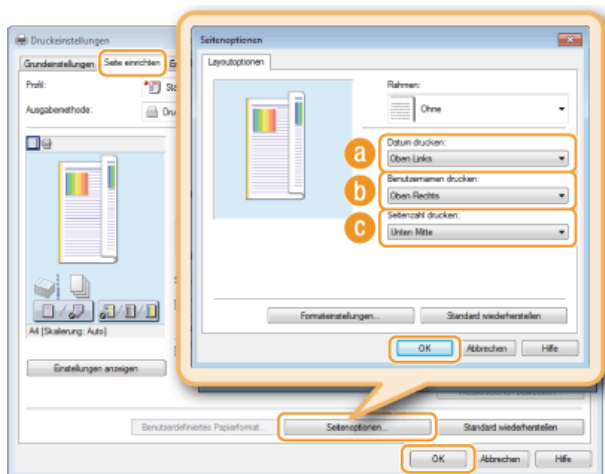 Druckeinstellungen
Grundeinstellungen
Seite einrichten
Profil:
Ausgabemethode:
A4 [Skalierung: Auto]
Einstellungen anzeigen
Benutzerdefiniertes Papierformat...
Seitenoptionen...
Standard wiederherstellen
OK
Abbrechen
Hilfe
Seitenoptionen
Layoutoptionen
Rahmen:
Ohne
a
Datum drucken:
Oben Links
b
Benutzernamen drucken:
Oben Rechts
c
Seitenzahl drucken:
Unten Mitte
Formateinstellungen...
Standard wiederherstellen
OK
Abbrechen
Hilfe